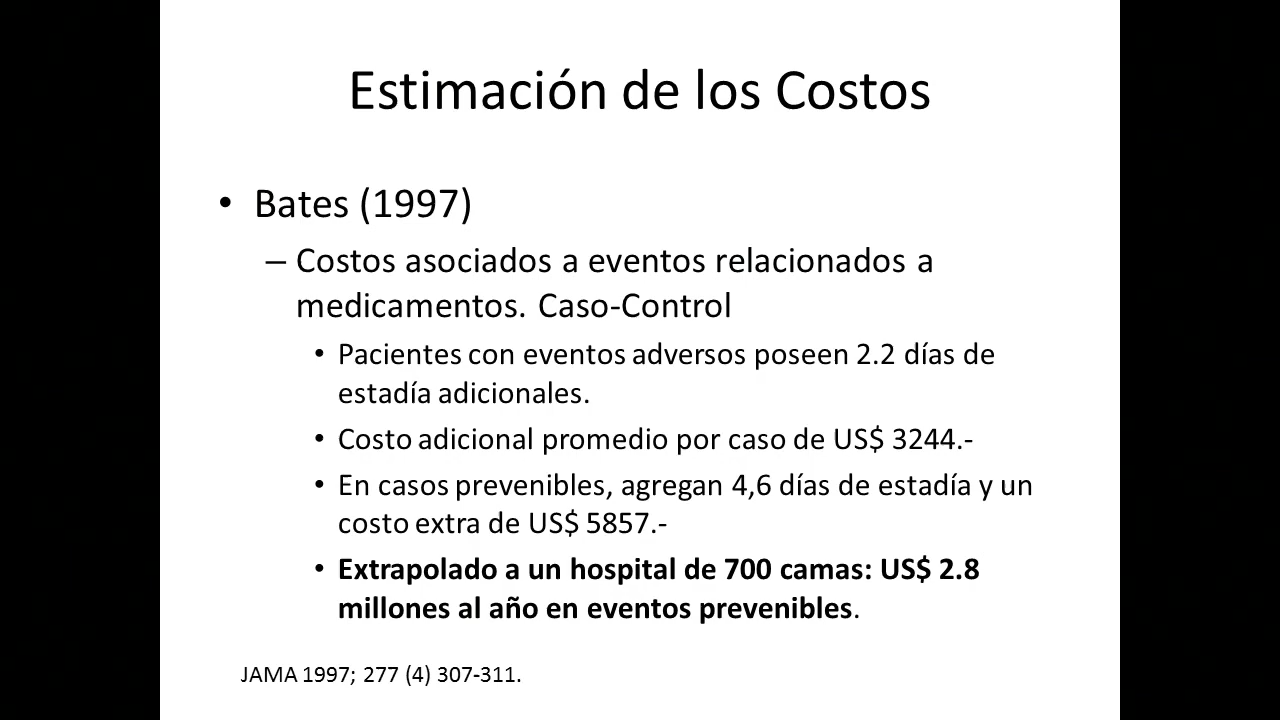 Estimación de los Costos
• Bates (1997)
– Costos asociados a eventos relacionados a
medicamentos. Caso-Control
• Pacientes con eventos adversos poseen 2.2 días de
estadía adicionales.
• Costo adicional promedio por caso de US$ 3244.-
• En casos prevenibles, agregan 4,6 días de estadía y un
costo extra de US$ 5857.-
• Extrapolado a un hospital de 700 camas: US$ 2.8
millones al año en eventos prevenibles.
JAMA 1997; 277 (4) 307-311.